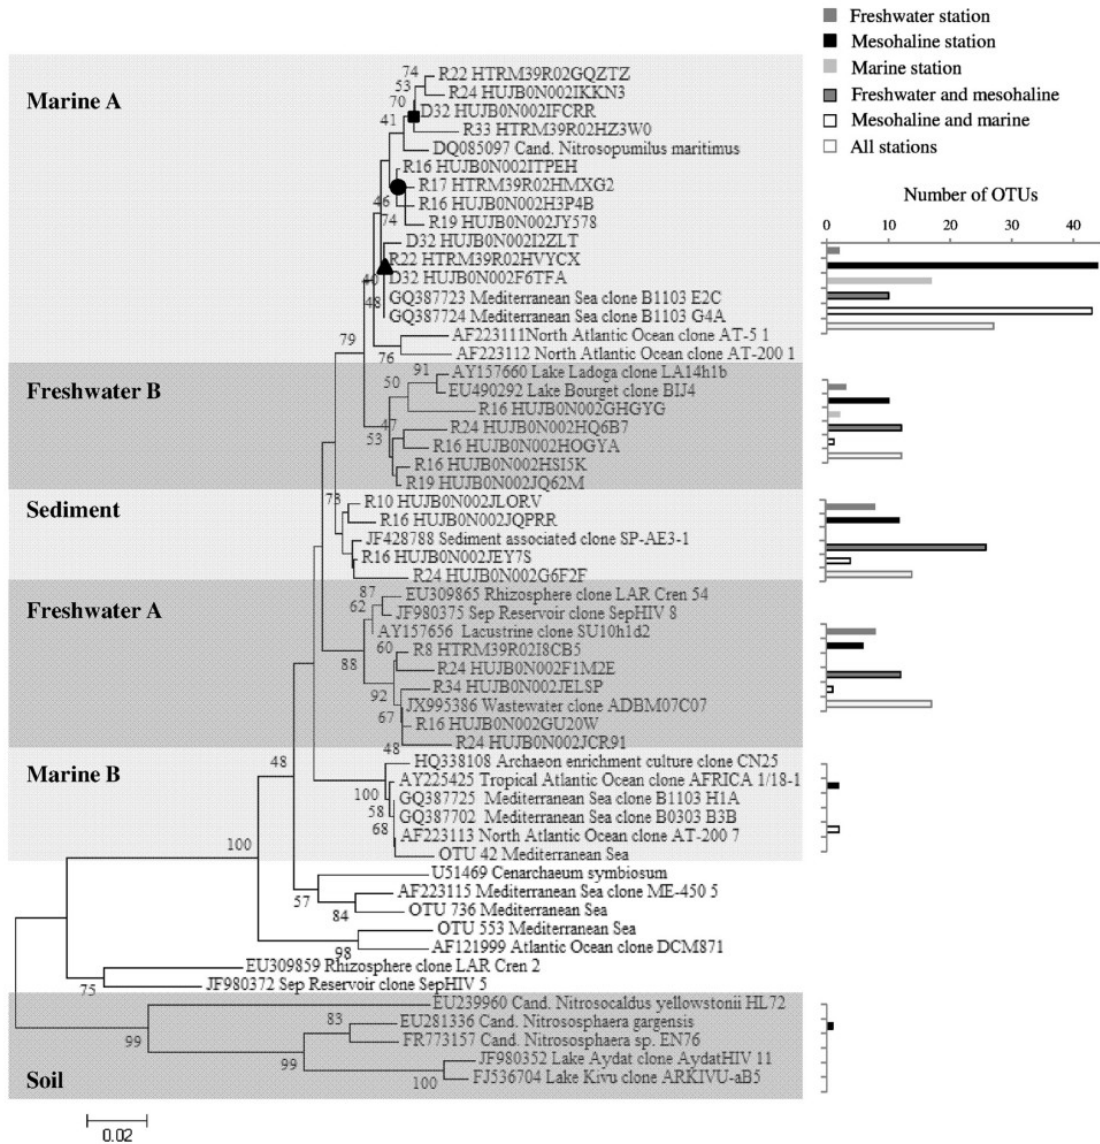 Freshwater station
Mesohaline station
Marine station
Freshwater and mesohaline
Mesohaline and marine
All stations
Number of OTUs
0 10 20 30 40
Marine A
74
53
70
41
46
74
40
48
79
76
R22 HTRM39R02GQZTZ
R24 HUJB0N002IKKN3
D32 HUJB0N002IFCRR
R33 HTRM39R02HZ3W0
DQ085097 Cand. Nitrosopumilus maritimus
R16 HUJB0N002ITPEH
R17 HTRM39R02HMXG2
R16 HUJB0N002H3P4B
R19 HUJB0N002JY578
D32 HUJB0N002I2ZLT
R22 HTRM39R02HVYCX
D32 HUJB0N002F6TFA
GQ387723 Mediterranean Sea clone B1103 E2C
GQ387724 Mediterranean Sea clone B1103 G4A
AF223111North Atlantic Ocean clone AT-5 1
AF223112 North Atlantic Ocean clone AT-200 1
Freshwater B
91
50
47
53
AY157660 Lake Ladoga clone LA14h1b
EU490292 Lake Bourget clone BIJ4
R16 HUJB0N002GHGYG
R24 HUJB0N002HQ6B7
R16 HUJB0N002HOGYA
R16 HUJB0N002HSI5K
R19 HUJB0N002JQ62M
Sediment
73
R10 HUJB0N002JLORV
R16 HUJB0N002JQPRR
JF428788 Sediment associated clone SP-AE3-1
R16 HUJB0N002JEY7S
R24 HUJB0N002G6F2F
Freshwater A
87
62
60
88
92
67
48
EU309865 Rhizosphere clone LAR Cren 54
JF980375 Sep Reservoir clone SepHIV 8
AY157656 Lacustrine clone SU10h1d2
R8 HTRM39R02I8CB5
R24 HUJB0N002F1M2E
R34 HUJB0N002JELSP
JX995386 Wastewater clone ADBM07C07
R16 HUJB0N002GU20W
R24 HUJB0N002JCR91
Marine B
48
100
58
68
100
HQ338108 Archaeon enrichment culture clone CN25
AY225425 Tropical Atlantic Ocean clone AFRICA 1/18-1
GQ387725 Mediterranean Sea clone B1103 H1A
GQ387702 Mediterranean Sea clone B0303 B3B
AF223113 North Atlantic Ocean clone AT-200 7
OTU 42 Mediterranean Sea
57
84
98
75
U51469 Cenarchaeum symbiosum
AF223115 Mediterranean Sea clone ME-450 5
OTU 736 Mediterranean Sea
OTU 553 Mediterranean Sea
AF121999 Atlantic Ocean clone DCM871
EU309859 Rhizosphere clone LAR Cren 2
JF980372 Sep Reservoir clone SepHIV 5
Soil
99
83
99
100
EU239960 Cand. Nitrosocaldus yellowstonii HL72
EU281336 Cand. Nitrososphaera gargensis
FR773157 Cand. Nitrososphaera sp. EN76
JF980352 Lake Aydat clone AydatHIV 11
FJ536704 Lake Kivu clone ARKIVU-aB5
0.02